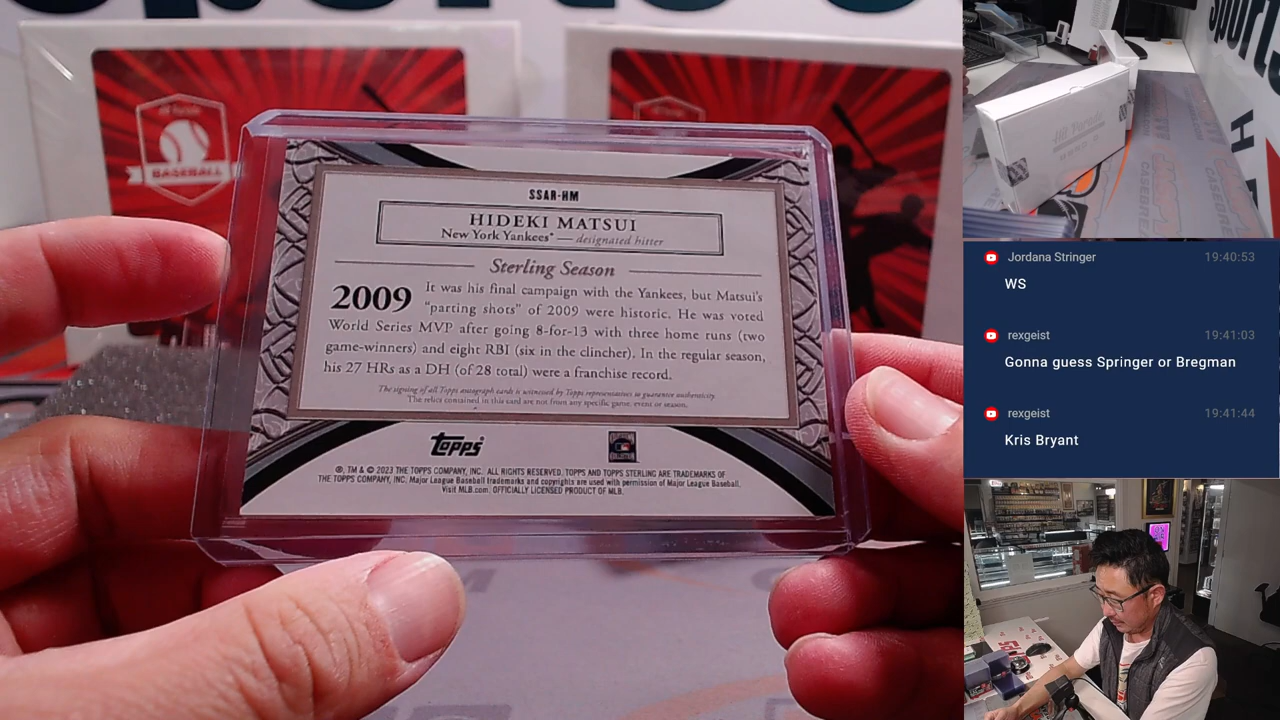 SSAR-HM
HIDEKI MATSUI
New York Yankees® — designated hitter
Sterling Season
2009
It was his final campaign with the Yankees, but Matsui's
"parting shots" of 2009 were historic. He was voted
World Series MVP after going 8-for-13 with three home runs (two
game-winners) and eight RBI (six in the clincher). In the regular season,
his 27 HRs as a DH (of 28 total) were a franchise record.
The signing of all Topps autograph cards is witnessed by Topps representatives to guarantee authenticity.
The relics contained in this card are not from any specific game, event or season.
Topps
®, TM & © 2023 THE TOPPS COMPANY, INC. ALL RIGHTS RESERVED. TOPPS AND TOPPS STERLING ARE TRADEMARKS OF
THE TOPPS COMPANY, INC. Major League Baseball trademarks and copyrights are used with permission of Major League Baseball.
Visit MLB.com. OFFICIALLY LICENSED PRODUCT OF MLB.
BASEBALL
Jordana Stringer 19:40:53
WS
rexgeist 19:41:03
Gonna guess Springer or Bregman
rexgeist 19:41:44
Kris Bryant